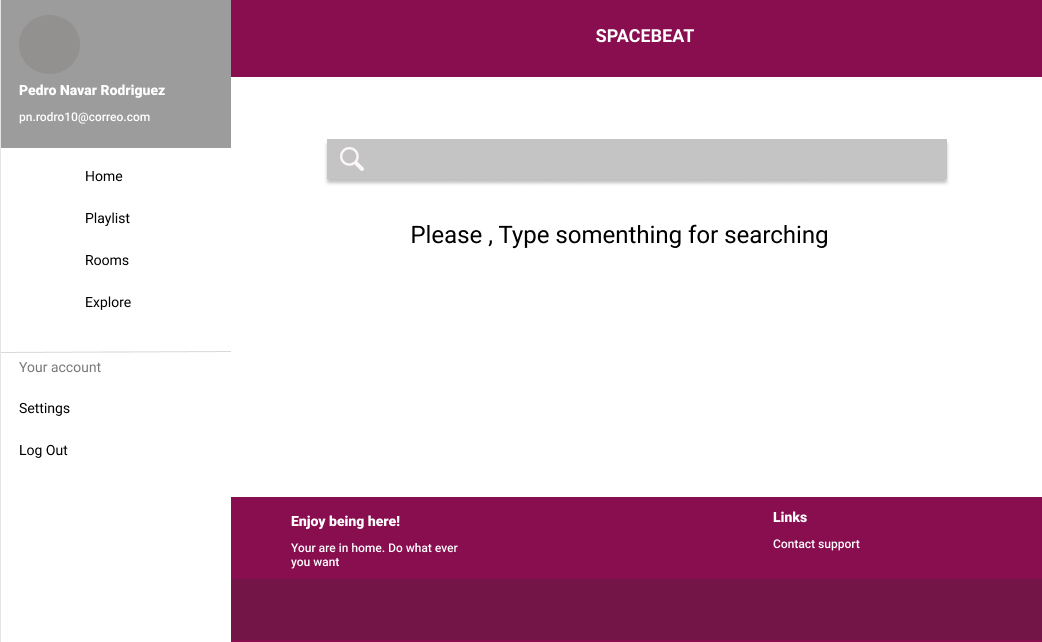 Pedro Navar Rodriguez
pn.rodro10@correo.com
Home
Playlist
Rooms
Explore
Your account
Settings
Log Out
SPACEBEAT
Please , Type somenthing for searching
Enjoy being here!
Your are in home. Do what ever
you want
Links
Contact support